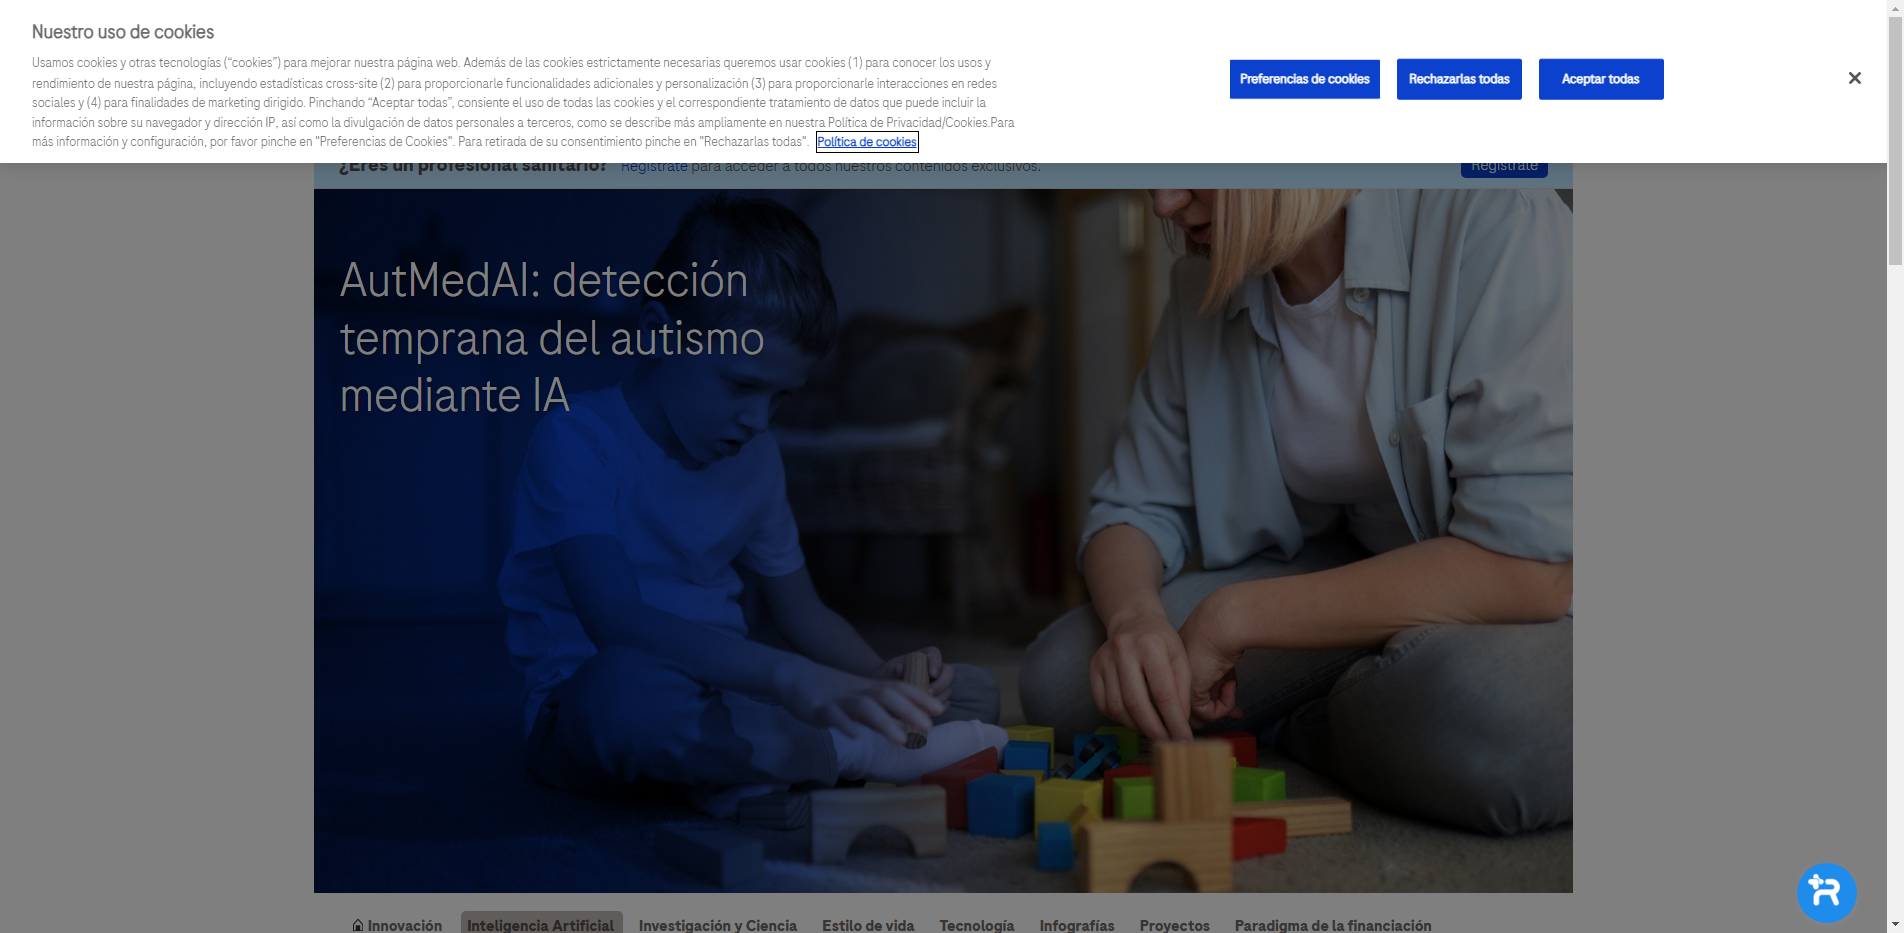 Nuestro uso de cookies
Usamos cookies y otras tecnologías (“cookies”) para mejorar nuestra página web. Además de las cookies estrictamente necesarias queremos usar cookies (1) para conocer los usos y
rendimiento de nuestra página, incluyendo estadísticas cross-site (2) para proporcionarle funcionalidades adicionales y personalización (3) para proporcionarle interacciones en redes
sociales y (4) para finalidades de marketing dirigido. Pinchando “Aceptar todas”, consiente el uso de todas las cookies y el correspondiente tratamiento de datos que puede incluir la
información sobre su navegador y dirección IP, así como la divulgación de datos personales a terceros, como se describe más ampliamente en nuestra Política de Privacidad/Cookies.Para
más información y configuración, por favor pinche en "Preferencias de Cookies". Para retirada de su consentimiento pinche en "Rechazarlas todas". Política de cookies
Preferencias de cookies
Rechazarlas todas
Aceptar todas
¿Eres un profesional sanitario? Regístrate para acceder a todos nuestros contenidos exclusivos.
Regístrate
AutMedAI: detección
temprana del autismo
mediante IA
Innovación Inteligencia Artificial Investigación y Ciencia Estilo de vida Tecnología Infografías Proyectos Paradigma de la financiación